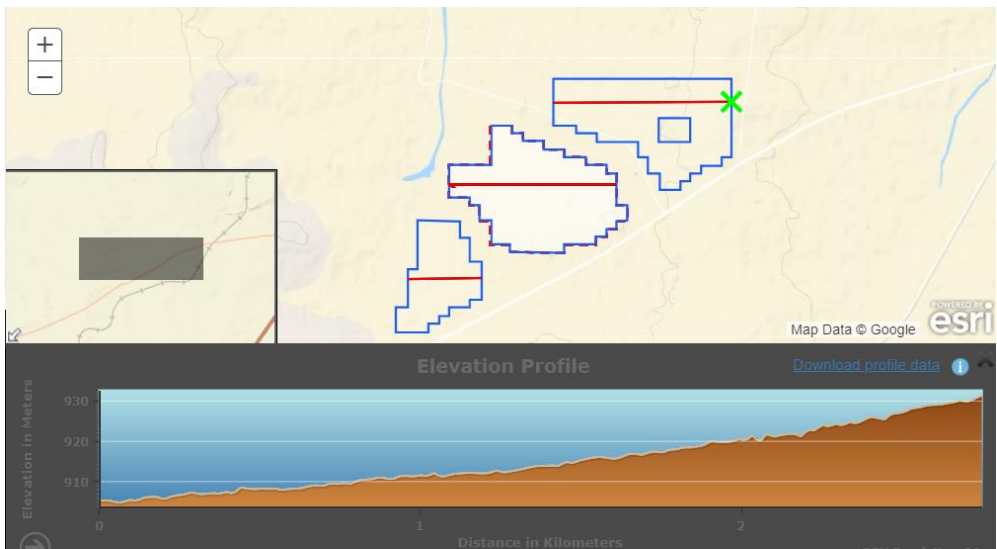 +
−
POWERED BY
esri
Map Data © Google
Elevation Profile
Download profile data
i
Elevation in Meters
930
920
910
0
1
2
Distance in Kilometers